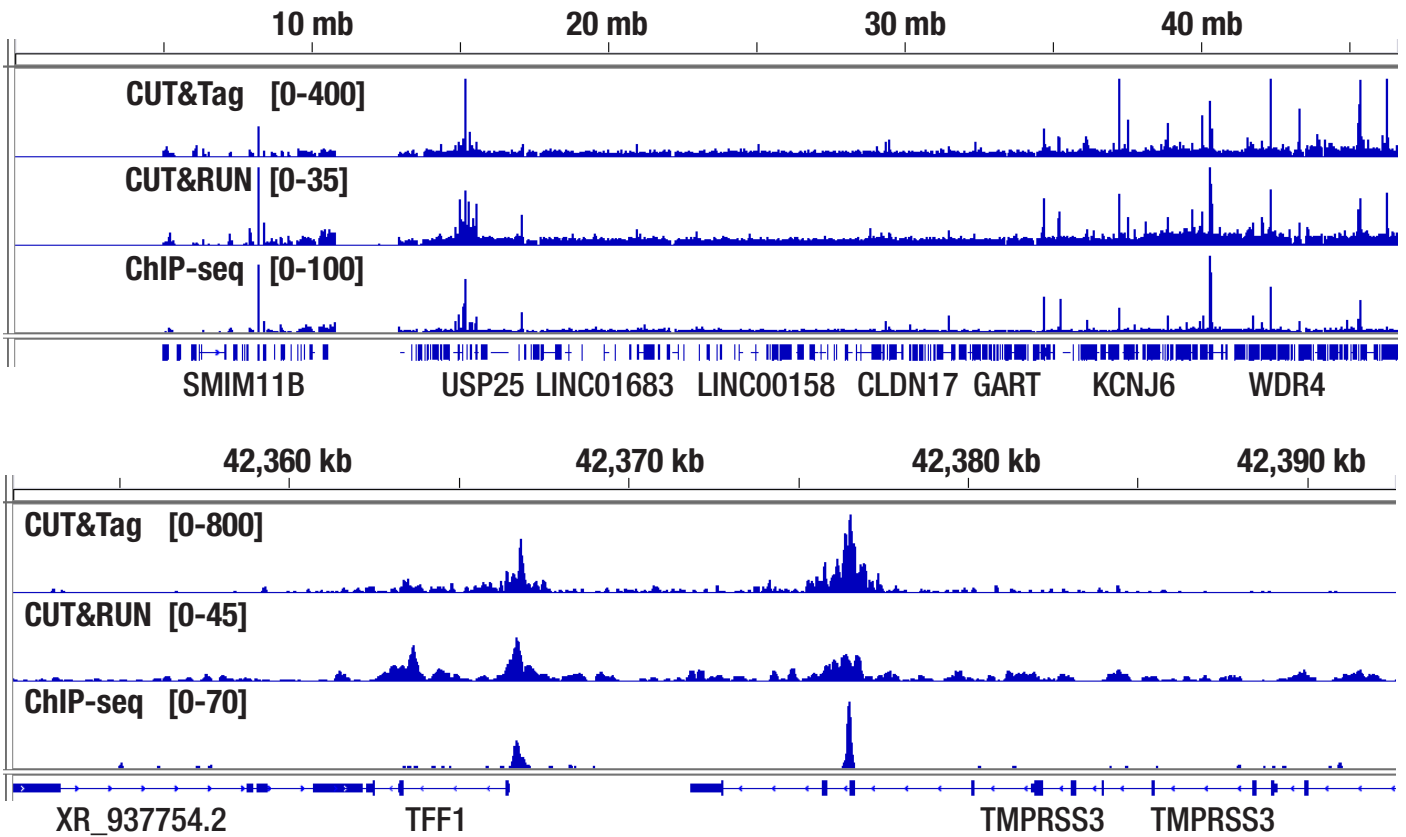 10 mb 20 mb 30 mb 40 mb
CUT&Tag [0-400]
CUT&RUN [0-35]
ChIP-seq [0-100]
SMIM11B USP25 LINC01683 LINC00158 CLDN17 GART KCNJ6 WDR4
42,360 kb 42,370 kb 42,380 kb 42,390 kb
CUT&Tag [0-800]
CUT&RUN [0-45]
ChIP-seq [0-70]
XR_937754.2 TFF1 TMPRSS3 TMPRSS3